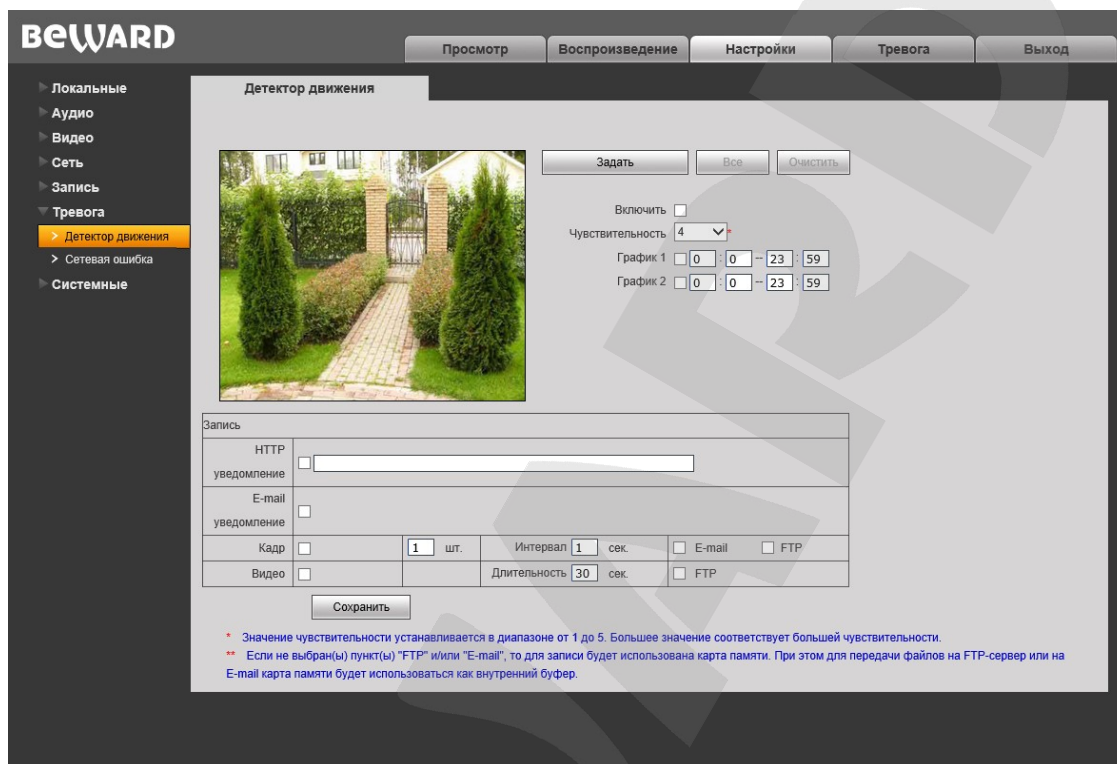 BEWARD
Просмотр Воспроизведение Настройки Тревога Выход
Локальные
Аудио
Видео
Сеть
Запись
Тревога
> Детектор движения
> Сетевая ошибка
Системные
Детектор движения
Задать Все Очистить
Включить
Чувствительность 4 *
График 1 0 : 0 -- 23 : 59
График 2 0 : 0 -- 23 : 59
Запись
HTTP
уведомление
E-mail
уведомление
Кадр 1 шт. Интервал 1 сек. E-mail FTP
Видео Длительность 30 сек. FTP
Сохранить
* Значение чувствительности устанавливается в диапазоне от 1 до 5. Большее значение соответствует большей чувствительности.
** Если не выбран(ы) пункт(ы) "FTP" и/или "E-mail", то для записи будет использована карта памяти. При этом для передачи файлов на FTP-сервер или на
E-mail карта памяти будет использоваться как внутренний буфер.